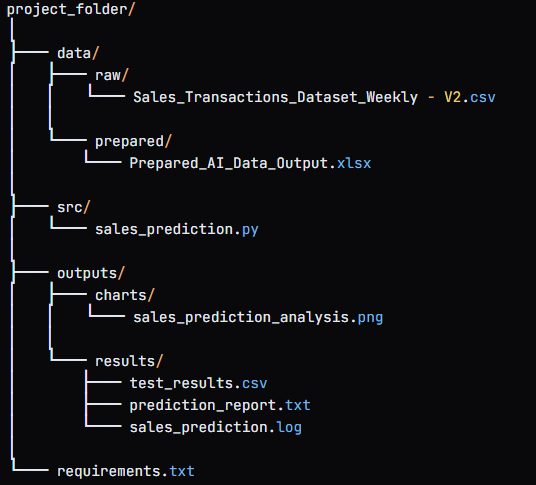 project_folder/
data/
raw/
Sales_Transactions_Dataset_Weekly - V2.csv
prepared/
Prepared_AI_Data_Output.xlsx
src/
sales_prediction.py
outputs/
charts/
sales_prediction_analysis.png
results/
test_results.csv
prediction_report.txt
sales_prediction.log
requirements.txt